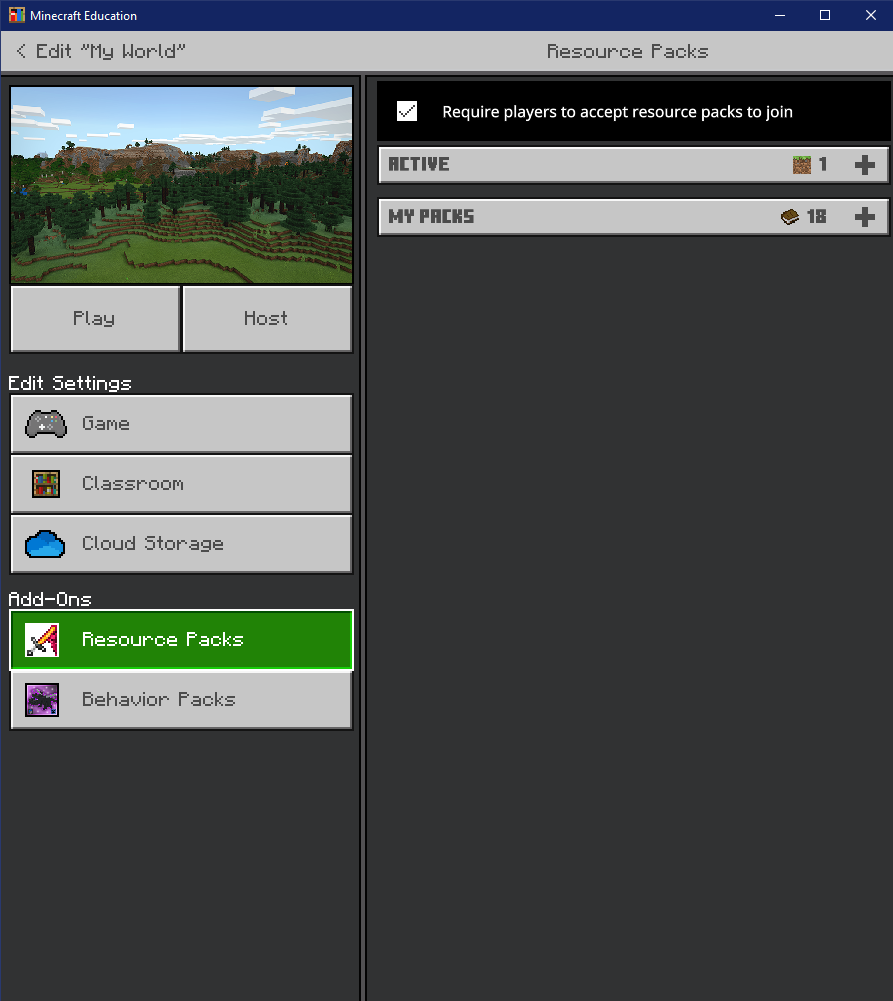 Minecraft Education
< Edit "My World"
Resource Packs
Require players to accept resource packs to join
ACTIVE 1
MY PACKS 18
Play Host
Edit Settings
Game
Classroom
Cloud Storage
Add-Ons
Resource Packs
Behavior Packs